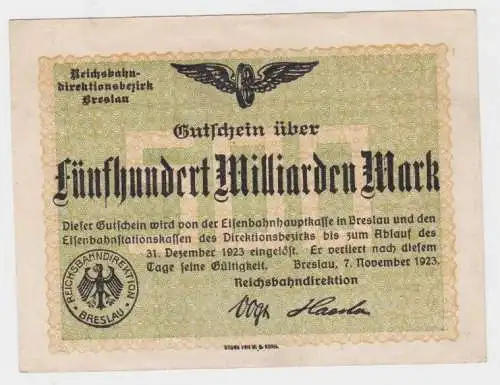 Reichsbahn-
direktionsbezirk
Breslau
Gutschein über
Fünfhundert Milliarden Mark
500
Dieser Gutschein wird von der Eisenbahnhauptkasse in Breslau und den
Eisenbahnstationskassen des Direktionsbezirks bis zum Ablauf des
31. Dezember 1923 eingelöst. Er verliert nach diesem
Tage seine Gültigkeit. Breslau, 7. November 1923.
Reichsbahndirektion
REICHSBAHNDIREKTION
BRESLAU